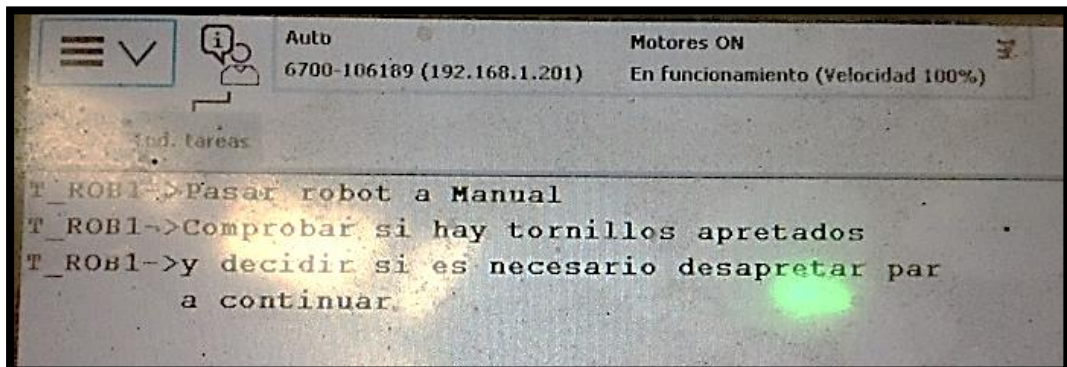 Auto
6700-106189 (192.168.1.201)
Motores ON
En funcionamiento (Velocidad 100%)
tareas
T_ROB1->Pasar robot a Manual
T_ROB1->Comprobar si hay tornillos apretados
T_ROB1->y decidir si es necesario desapretar par
a continuar.